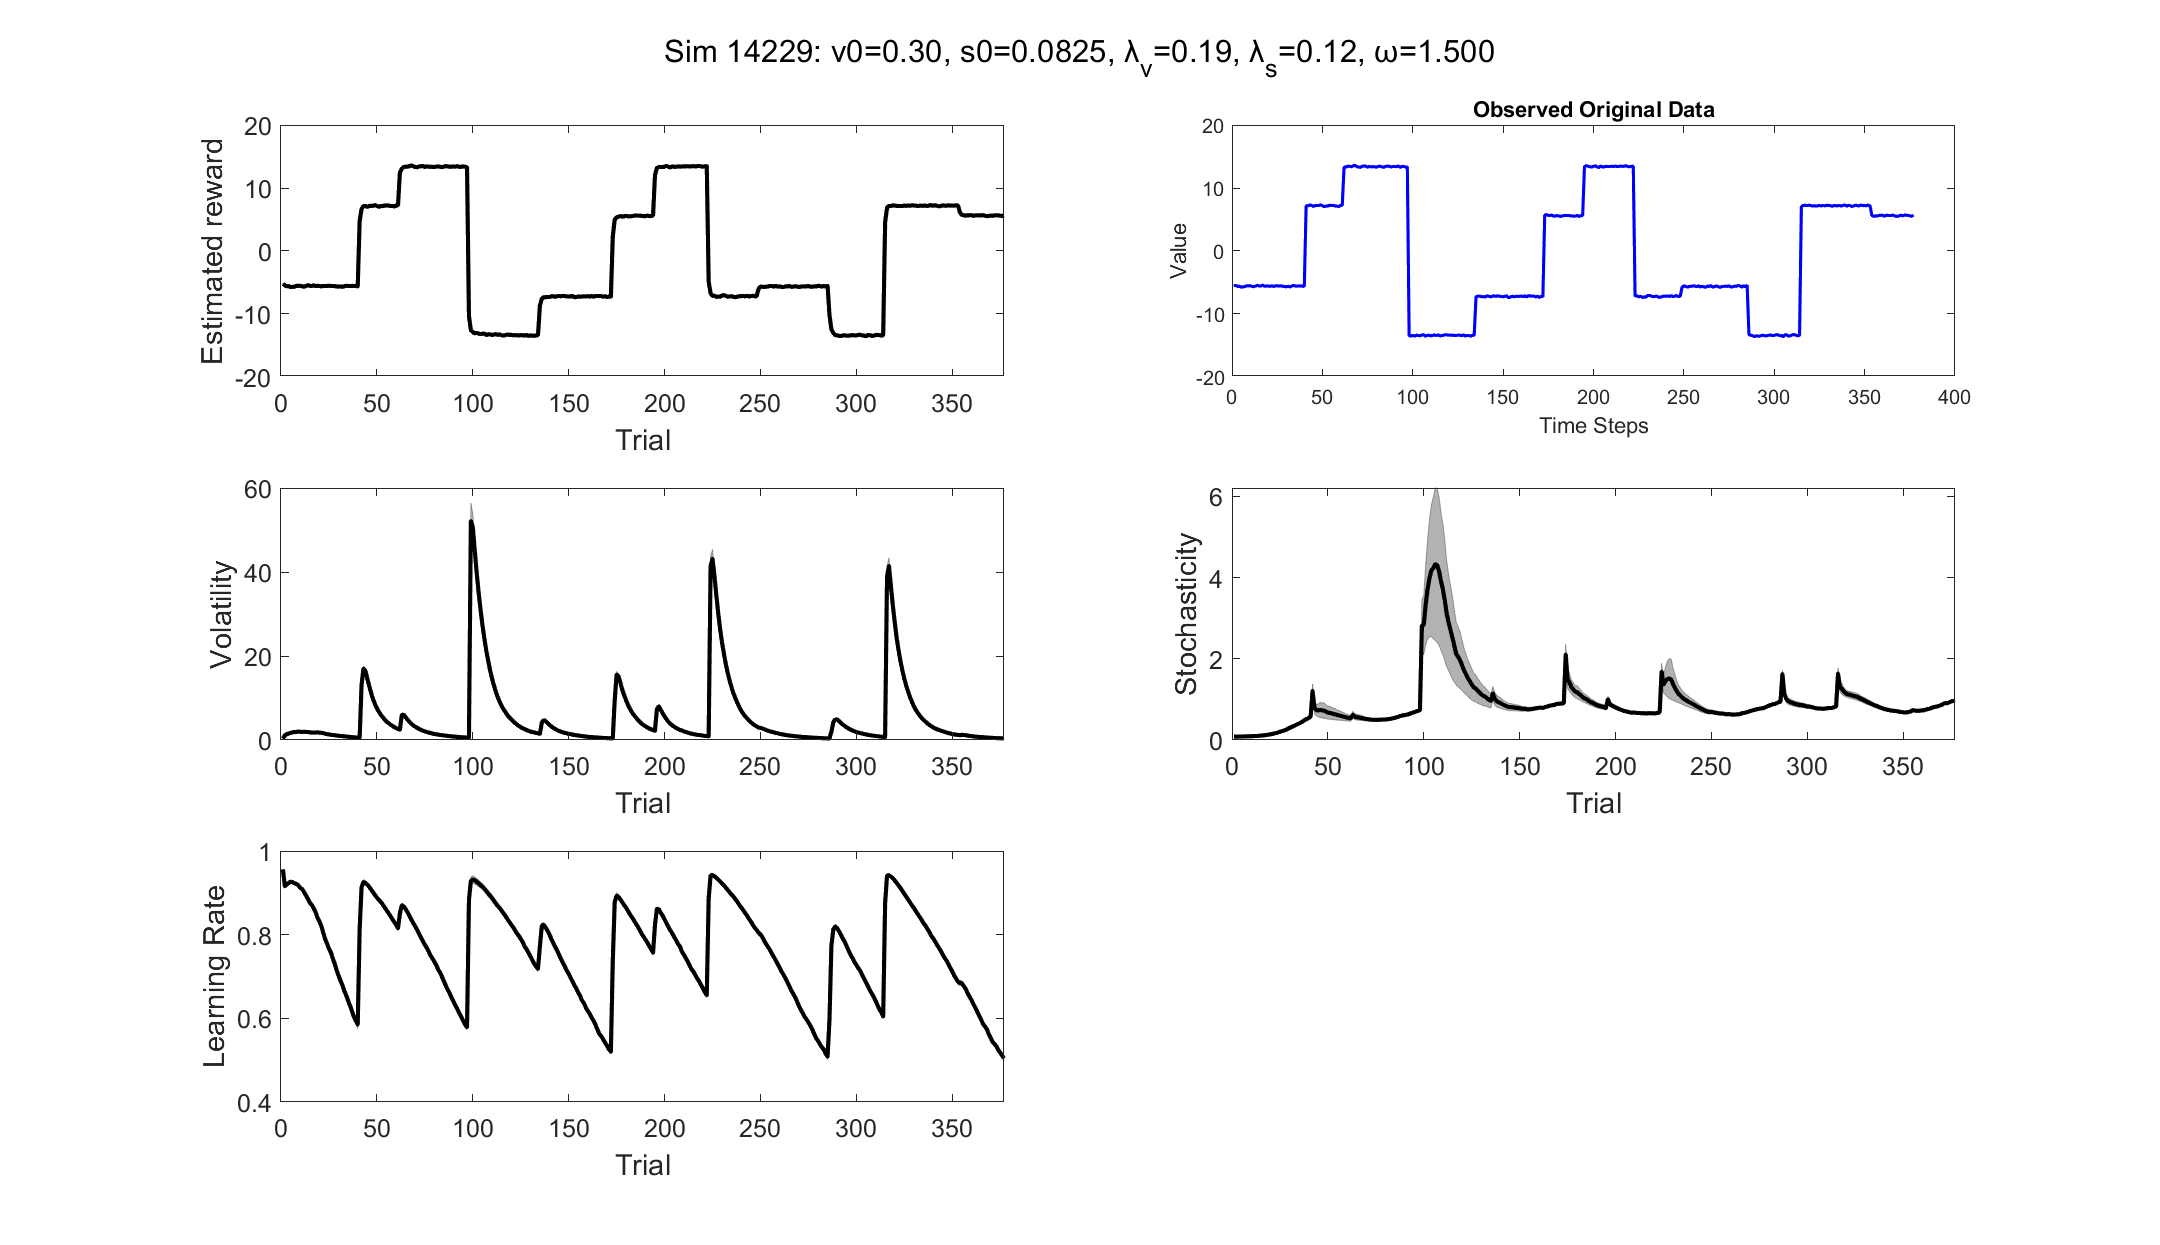 Sim 14229: v0=0.30, s0=0.0825, λ_v=0.19, λ_s=0.12, ω=1.500
Estimated reward
20
10
0
-10
-20
0 50 100 150 200 250 300 350
Trial
Observed Original Data
Value
20
10
0
-10
-20
0 50 100 150 200 250 300 350 400
Time Steps
Volatility
60
40
20
0
0 50 100 150 200 250 300 350
Trial
Stochasticity
6
4
2
0
0 50 100 150 200 250 300 350
Trial
Learning Rate
1
0.8
0.6
0.4
0 50 100 150 200 250 300 350
Trial